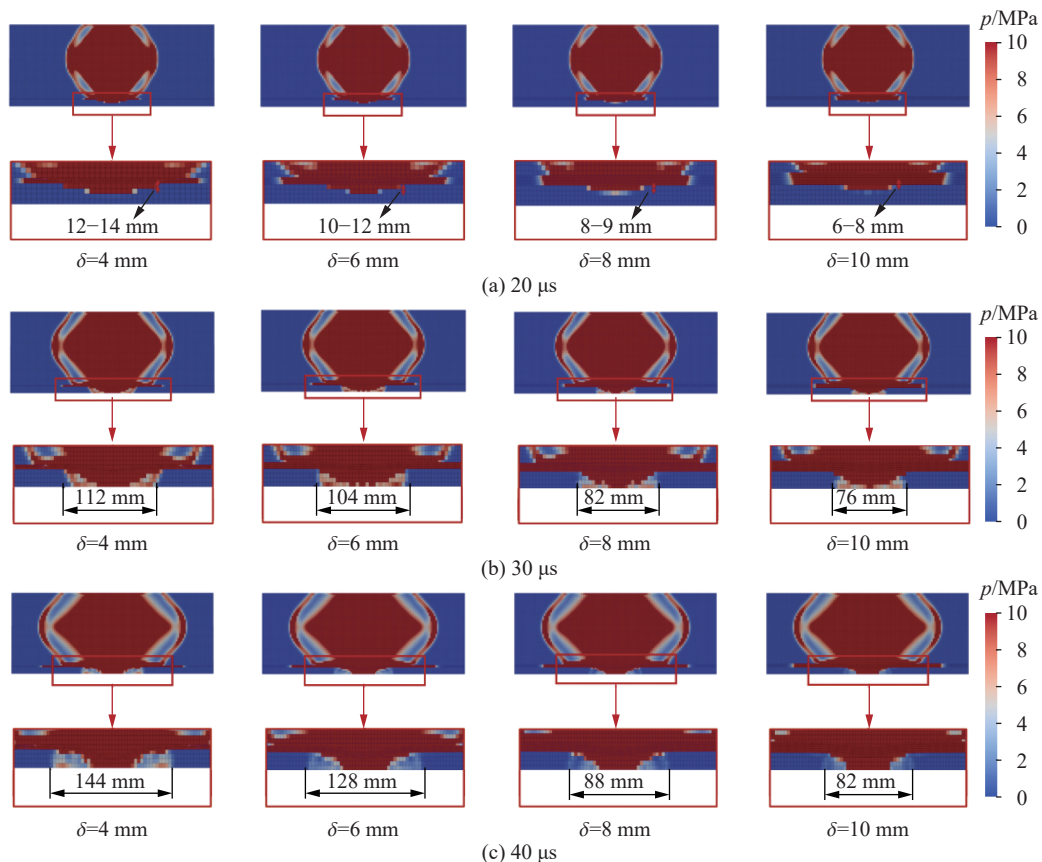 p/MPa
10
8
6
4
2
0
12−14 mm
10−12 mm
8−9 mm
6−8 mm
δ=4 mm
δ=6 mm
δ=8 mm
δ=10 mm
(a) 20 μs
p/MPa
10
8
6
4
2
0
112 mm
104 mm
82 mm
76 mm
δ=4 mm
δ=6 mm
δ=8 mm
δ=10 mm
(b) 30 μs
p/MPa
10
8
6
4
2
0
144 mm
128 mm
88 mm
82 mm
δ=4 mm
δ=6 mm
δ=8 mm
δ=10 mm
(c) 40 μs